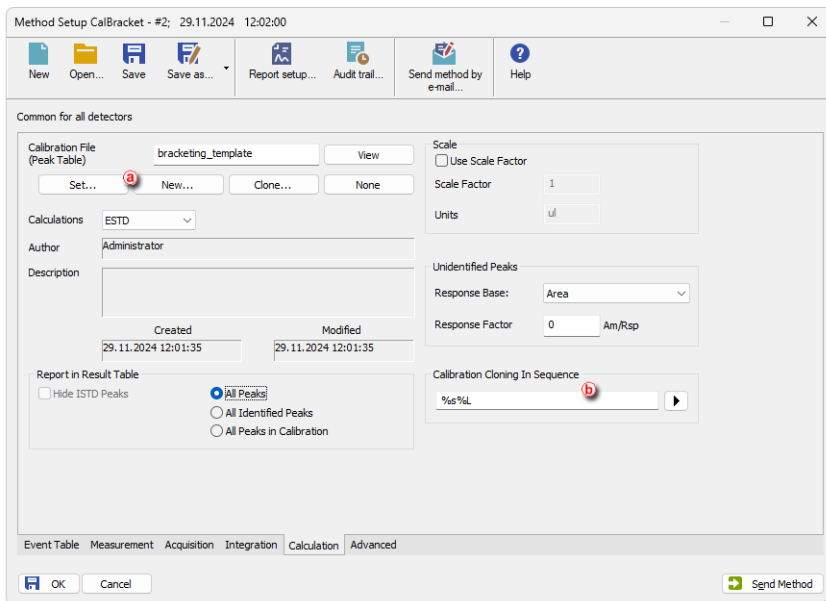 Method Setup CalBracket - #2; 29.11.2024 12:02:00
New Open... Save Save as... Report setup... Audit trail... Send method by e-mail... Help
Common for all detectors
Calibration File
(Peak Table)
bracketing_template
View
a
Set... New... Clone... None
Calculations
ESTD
Author
Administrator
Description
Created Modified
29.11.2024 12:01:35 29.11.2024 12:01:35
Report in Result Table
Hide ISTD Peaks
All Peaks
All Identified Peaks
All Peaks in Calibration
Scale
Use Scale Factor
Scale Factor 1
Units ul
Unidentified Peaks
Response Base: Area
Response Factor 0 Am/Rsp
Calibration Cloning In Sequence
b
%s%L
Event Table Measurement Acquisition Integration Calculation Advanced
OK Cancel Send Method